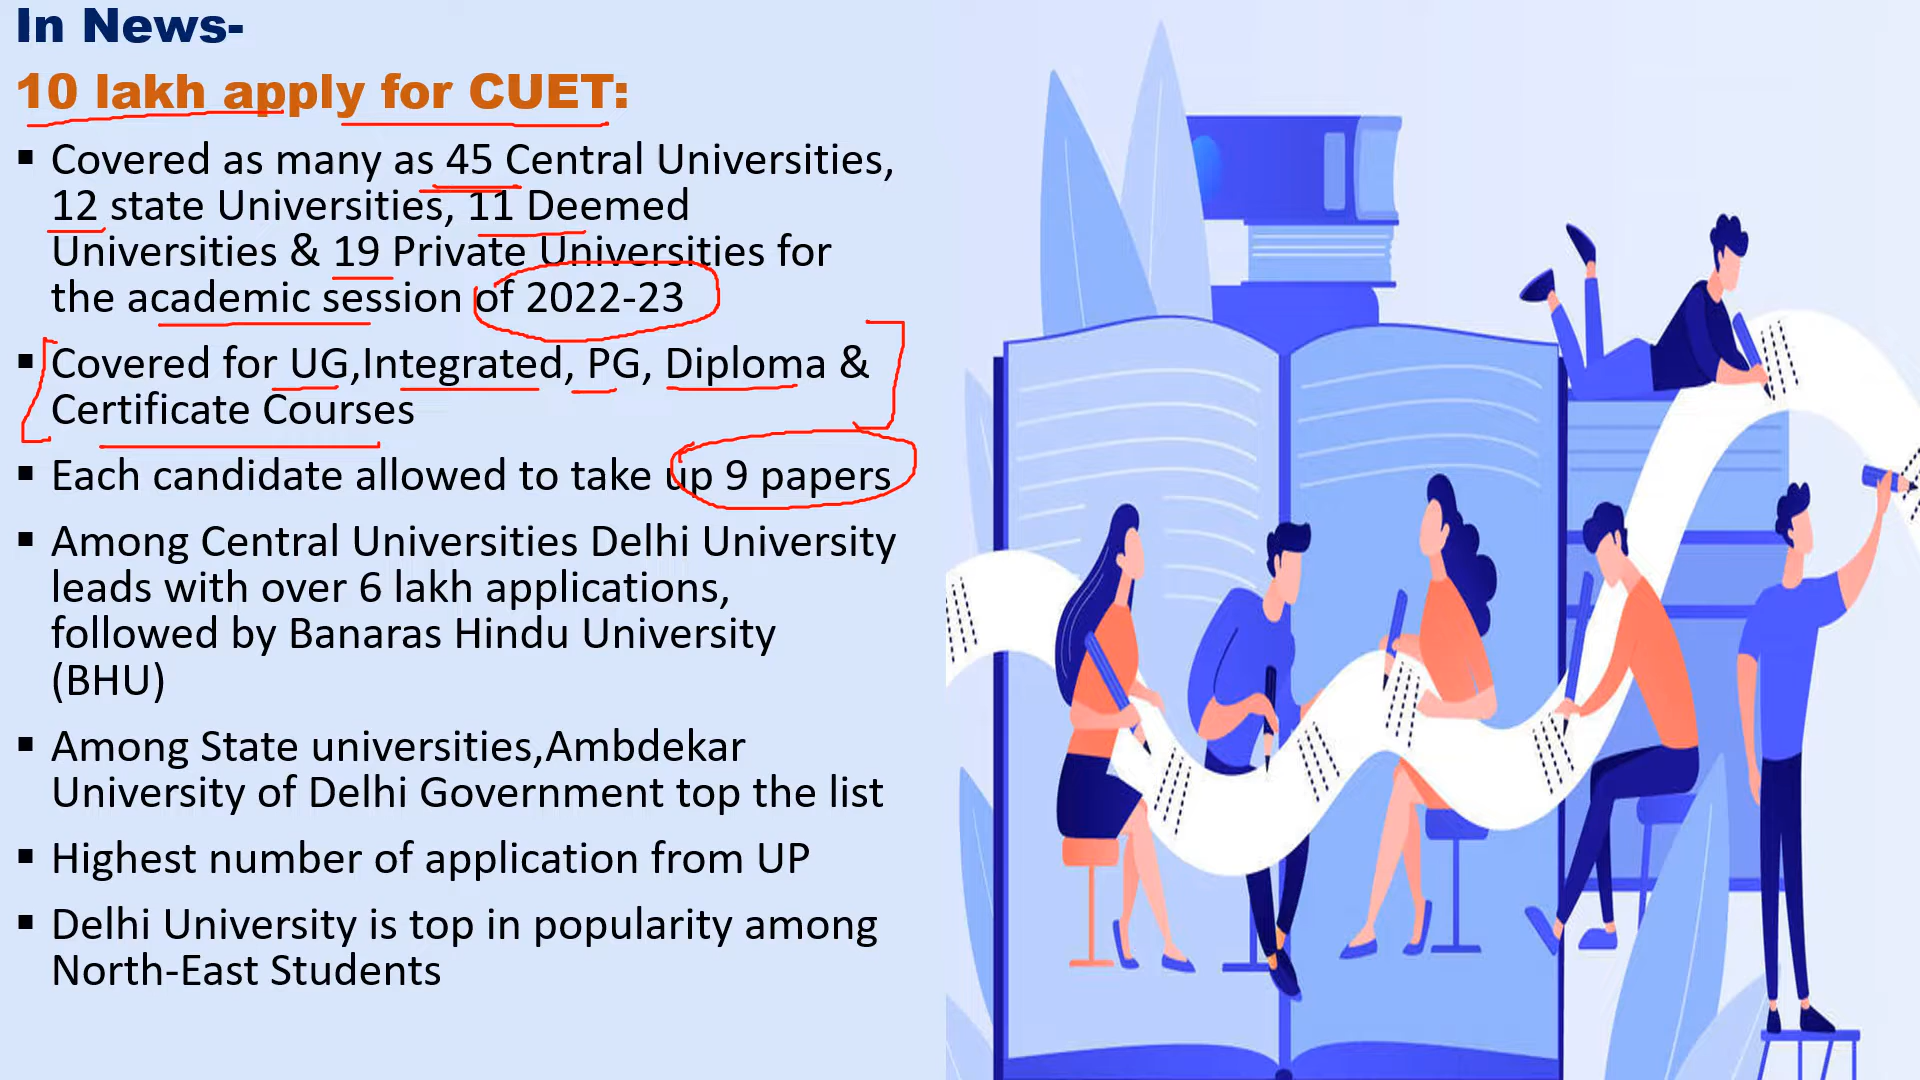 In News-
10 lakh apply for CUET:
▪ Covered as many as 45 Central Universities,
12 state Universities, 11 Deemed
Universities & 19 Private Universities for
the academic session of 2022-23
▪ Covered for UG,Integrated, PG, Diploma &
Certificate Courses
▪ Each candidate allowed to take up 9 papers
▪ Among Central Universities Delhi University
leads with over 6 lakh applications,
followed by Banaras Hindu University
(BHU)
▪ Among State universities,Ambdekar
University of Delhi Government top the list
▪ Highest number of application from UP
▪ Delhi University is top in popularity among
North-East Students